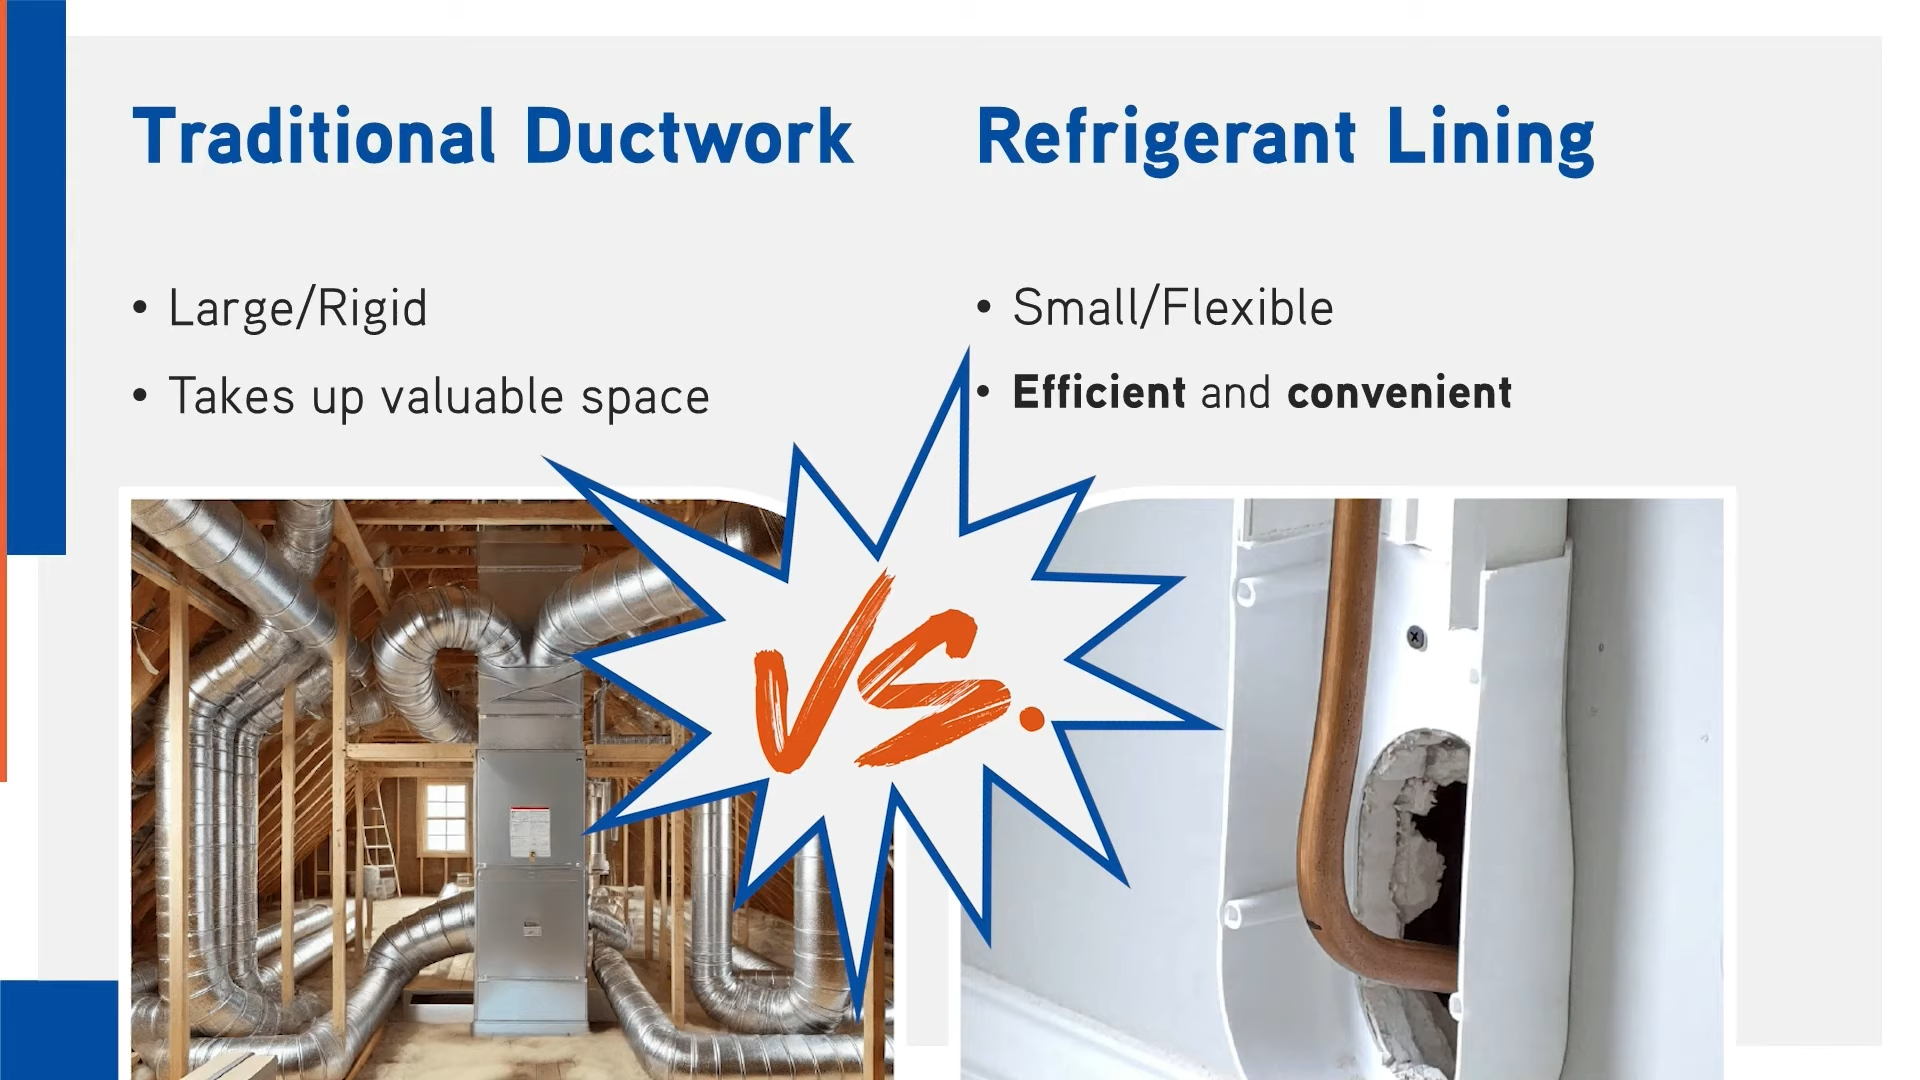 Traditional Ductwork
• Large/Rigid
• Takes up valuable space
Refrigerant Lining
• Small/Flexible
• Efficient and convenient
VS.